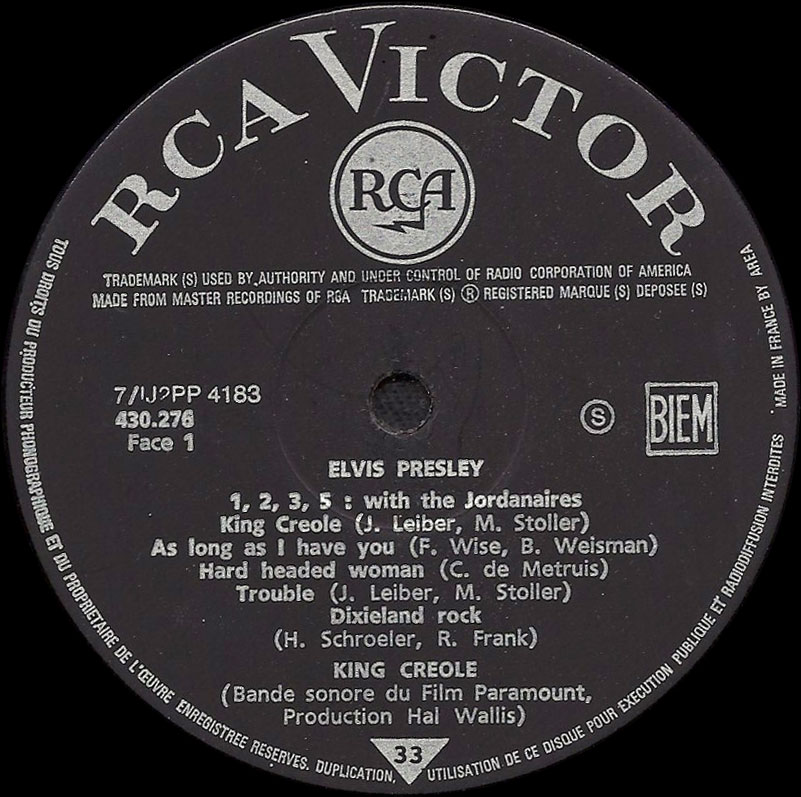 RCA VICTOR
RCA
TRADEMARK (S) USED BY AUTHORITY AND UNDER CONTROL OF RADIO CORPORATION OF AMERICA
MADE FROM MASTER RECORDINGS OF RCA TRADEMARK (S) ® REGISTERED MARQUE (S) DEPOSEE (S)
4183
430.276
Face 1
S
BIEM
ELVIS PRESLEY
1, 2, 3, 5 : with the Jordanaires
King Creole (J. Leiber, M. Stoller)
As long as I have you (F. Wise, B. Weisman)
Hard headed woman (C. de Metruis)
Trouble (J. Leiber, M. Stoller)
Dixieland rock
(H. Schroeler, R. Frank)
KING CREOLE
(Bande sonore du Film Paramount,
Production Hal Wallis)
33
TOUS DROITS DU PRODUCTEUR PHONOGRAPHIQUE ET DU PROPRIETAIRE DE L'ŒUVRE ENREGISTREE RESERVES. DUPLICATION, UTILISATION DE CE DISQUE POUR EXECUTION PUBLIQUE ET RADIODIFFUSION INTERDITES . MADE IN FRANCE BY AREA